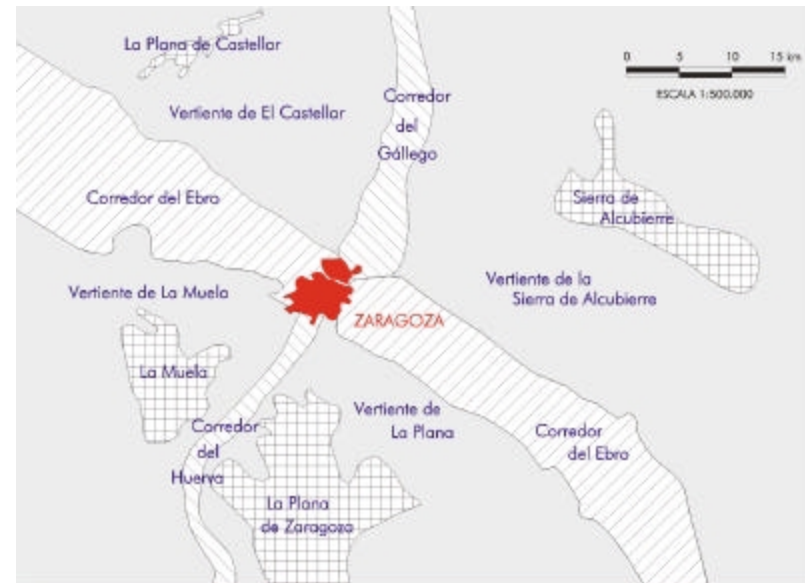 La Plana de Castellar
0 5 10 15 km
ESCALA 1:500.000
Vertiente de El Castellar
Corredor
del
Gállego
Corredor del Ebro
Sierra de
Alcubierre
Vertiente de La Muela
Vertiente de la
Sierra de Alcubierre
ZARAGOZA
La Muela
Vertiente de
La Plana
Corredor
del
Huerva
Corredor
del Ebro
La Plana
de Zaragoza